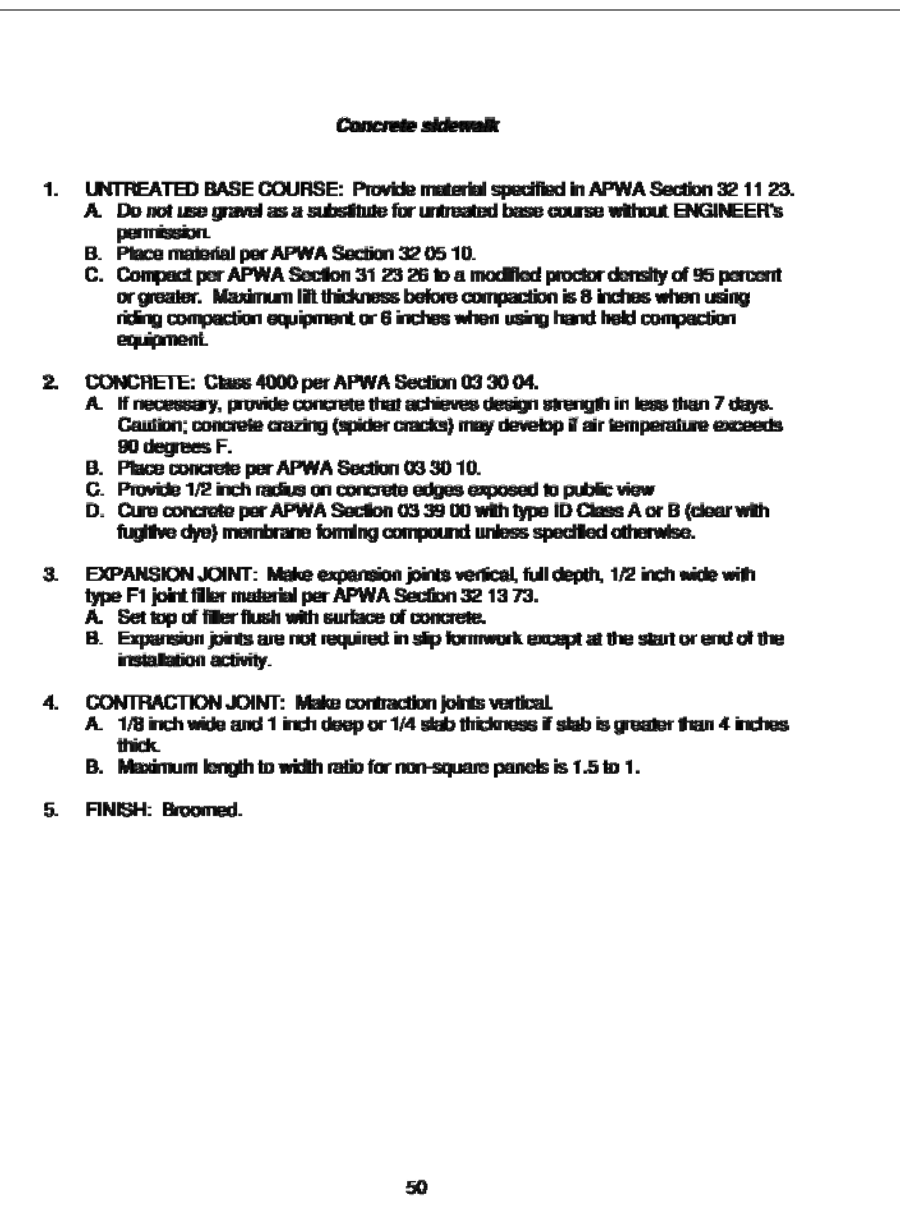 Concrete sidewalk
1. UNTREATED BASE COURSE: Provide material specified in APWA Section 32 11 23.
A. Do not use gravel as a substitute for untreated base course without ENGINEER's
permission.
B. Place material per APWA Section 32 05 10.
C. Compact per APWA Section 31 23 26 to a modified proctor density of 95 percent
or greater. Maximum lift thickness before compaction is 8 inches when using
riding compaction equipment or 6 inches when using hand held compaction
equipment.
2. CONCRETE: Class 4000 per APWA Section 03 30 04.
A. If necessary, provide concrete that achieves design strength in less than 7 days.
Caution; concrete crazing (spider cracks) may develop if air temperature exceeds
90 degrees F.
B. Place concrete per APWA Section 03 30 10.
C. Provide 1/2 inch radius on concrete edges exposed to public view
D. Cure concrete per APWA Section 03 39 00 with type ID Class A or B (clear with
fugitive dye) membrane forming compound unless specified otherwise.
3. EXPANSION JOINT: Make expansion joints vertical, full depth, 1/2 inch wide with
type F1 joint filler material per APWA Section 32 13 73.
A. Set top of filler flush with surface of concrete.
B. Expansion joints are not required in slip formwork except at the start or end of the
installation activity.
4. CONTRACTION JOINT: Make contraction joints vertical.
A. 1/8 inch wide and 1 inch deep or 1/4 slab thickness if slab is greater than 4 inches
thick.
B. Maximum length to width ratio for non-square panels is 1.5 to 1.
5. FINISH: Broomed.
50